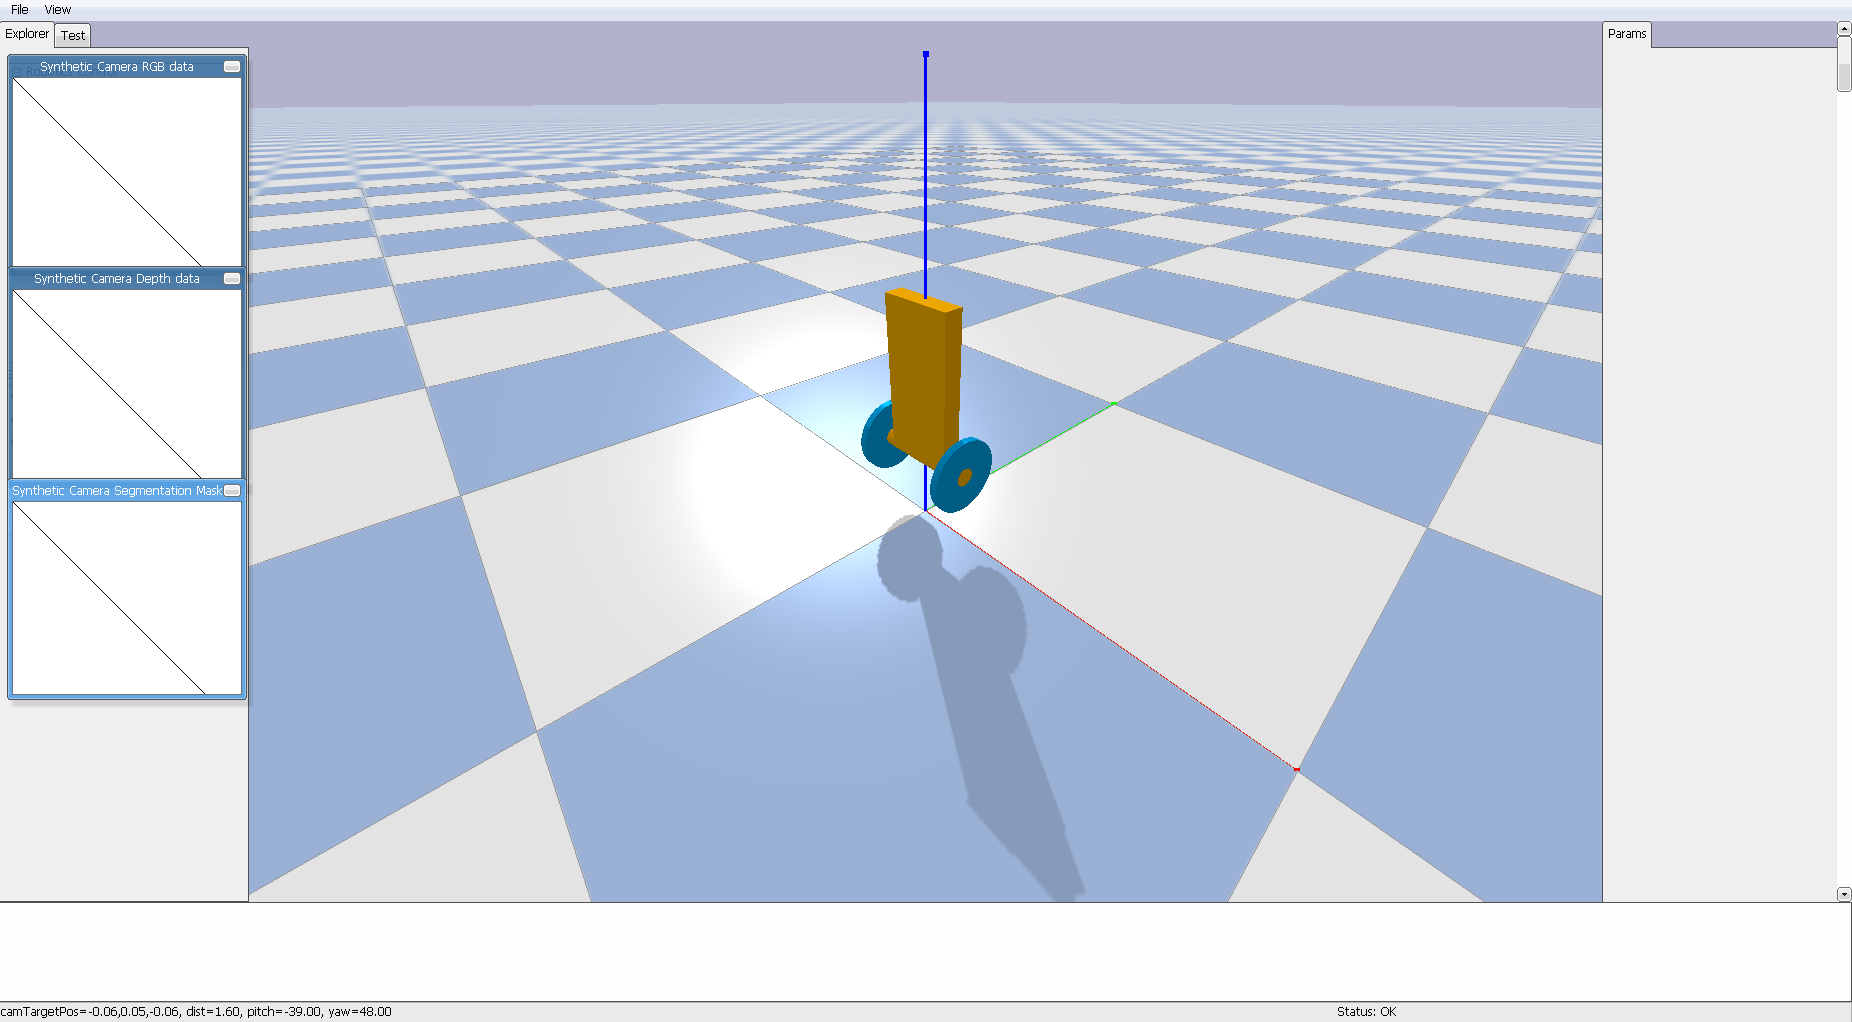 File View
Explorer Test
Params
Synthetic Camera RGB data
Synthetic Camera Depth data
Synthetic Camera Segmentation Mask
camTargetPos=-0.06,0.05,-0.06, dist=1.60, pitch=-39.00, yaw=48.00
Status: OK